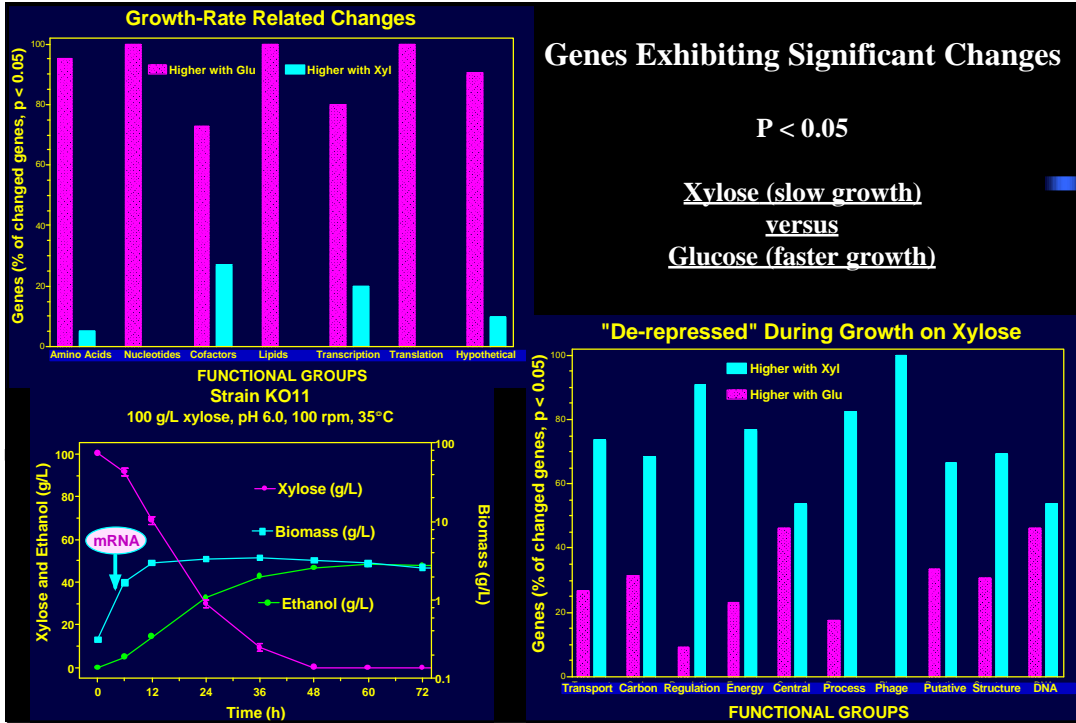 Growth-Rate Related Changes
Genes (% of changed genes, p < 0.05)
100
80
60
40
20
0
Higher with Glu
Higher with Xyl
Amino Acids Nucleotides Cofactors Lipids Transcription Translation Hypothetical
FUNCTIONAL GROUPS
Genes Exhibiting Significant Changes
P < 0.05
Xylose (slow growth)
versus
Glucose (faster growth)
Strain KO11
100 g/L xylose, pH 6.0, 100 rpm, 35°C
Xylose and Ethanol (g/L)
100
80
60
40
20
0
mRNA
Xylose (g/L)
Biomass (g/L)
Ethanol (g/L)
100
10
1
0.1
Biomass (g/L)
0 12 24 36 48 60 72
Time (h)
"De-repressed" During Growth on Xylose
Genes (% of changed genes, p < 0.05)
100
80
60
40
20
0
Higher with Xyl
Higher with Glu
Transport Carbon Regulation Energy Central Process Phage Putative Structure DNA
FUNCTIONAL GROUPS